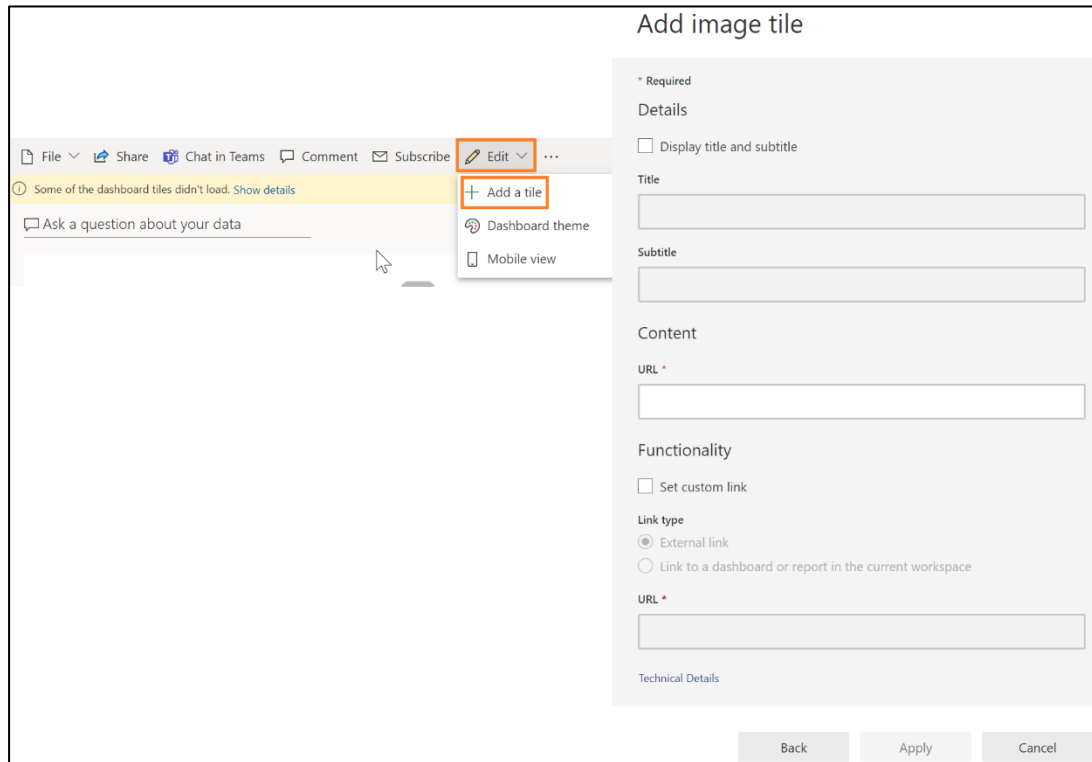 File Share Chat in Teams Comment Subscribe Edit ...
Some of the dashboard tiles didn't load. Show details
Ask a question about your data
Add a tile
Dashboard theme
Mobile view
Add image tile
* Required
Details
Display title and subtitle
Title
Subtitle
Content
URL *
Functionality
Set custom link
Link type
External link
Link to a dashboard or report in the current workspace
URL *
Technical Details
Back Apply Cancel